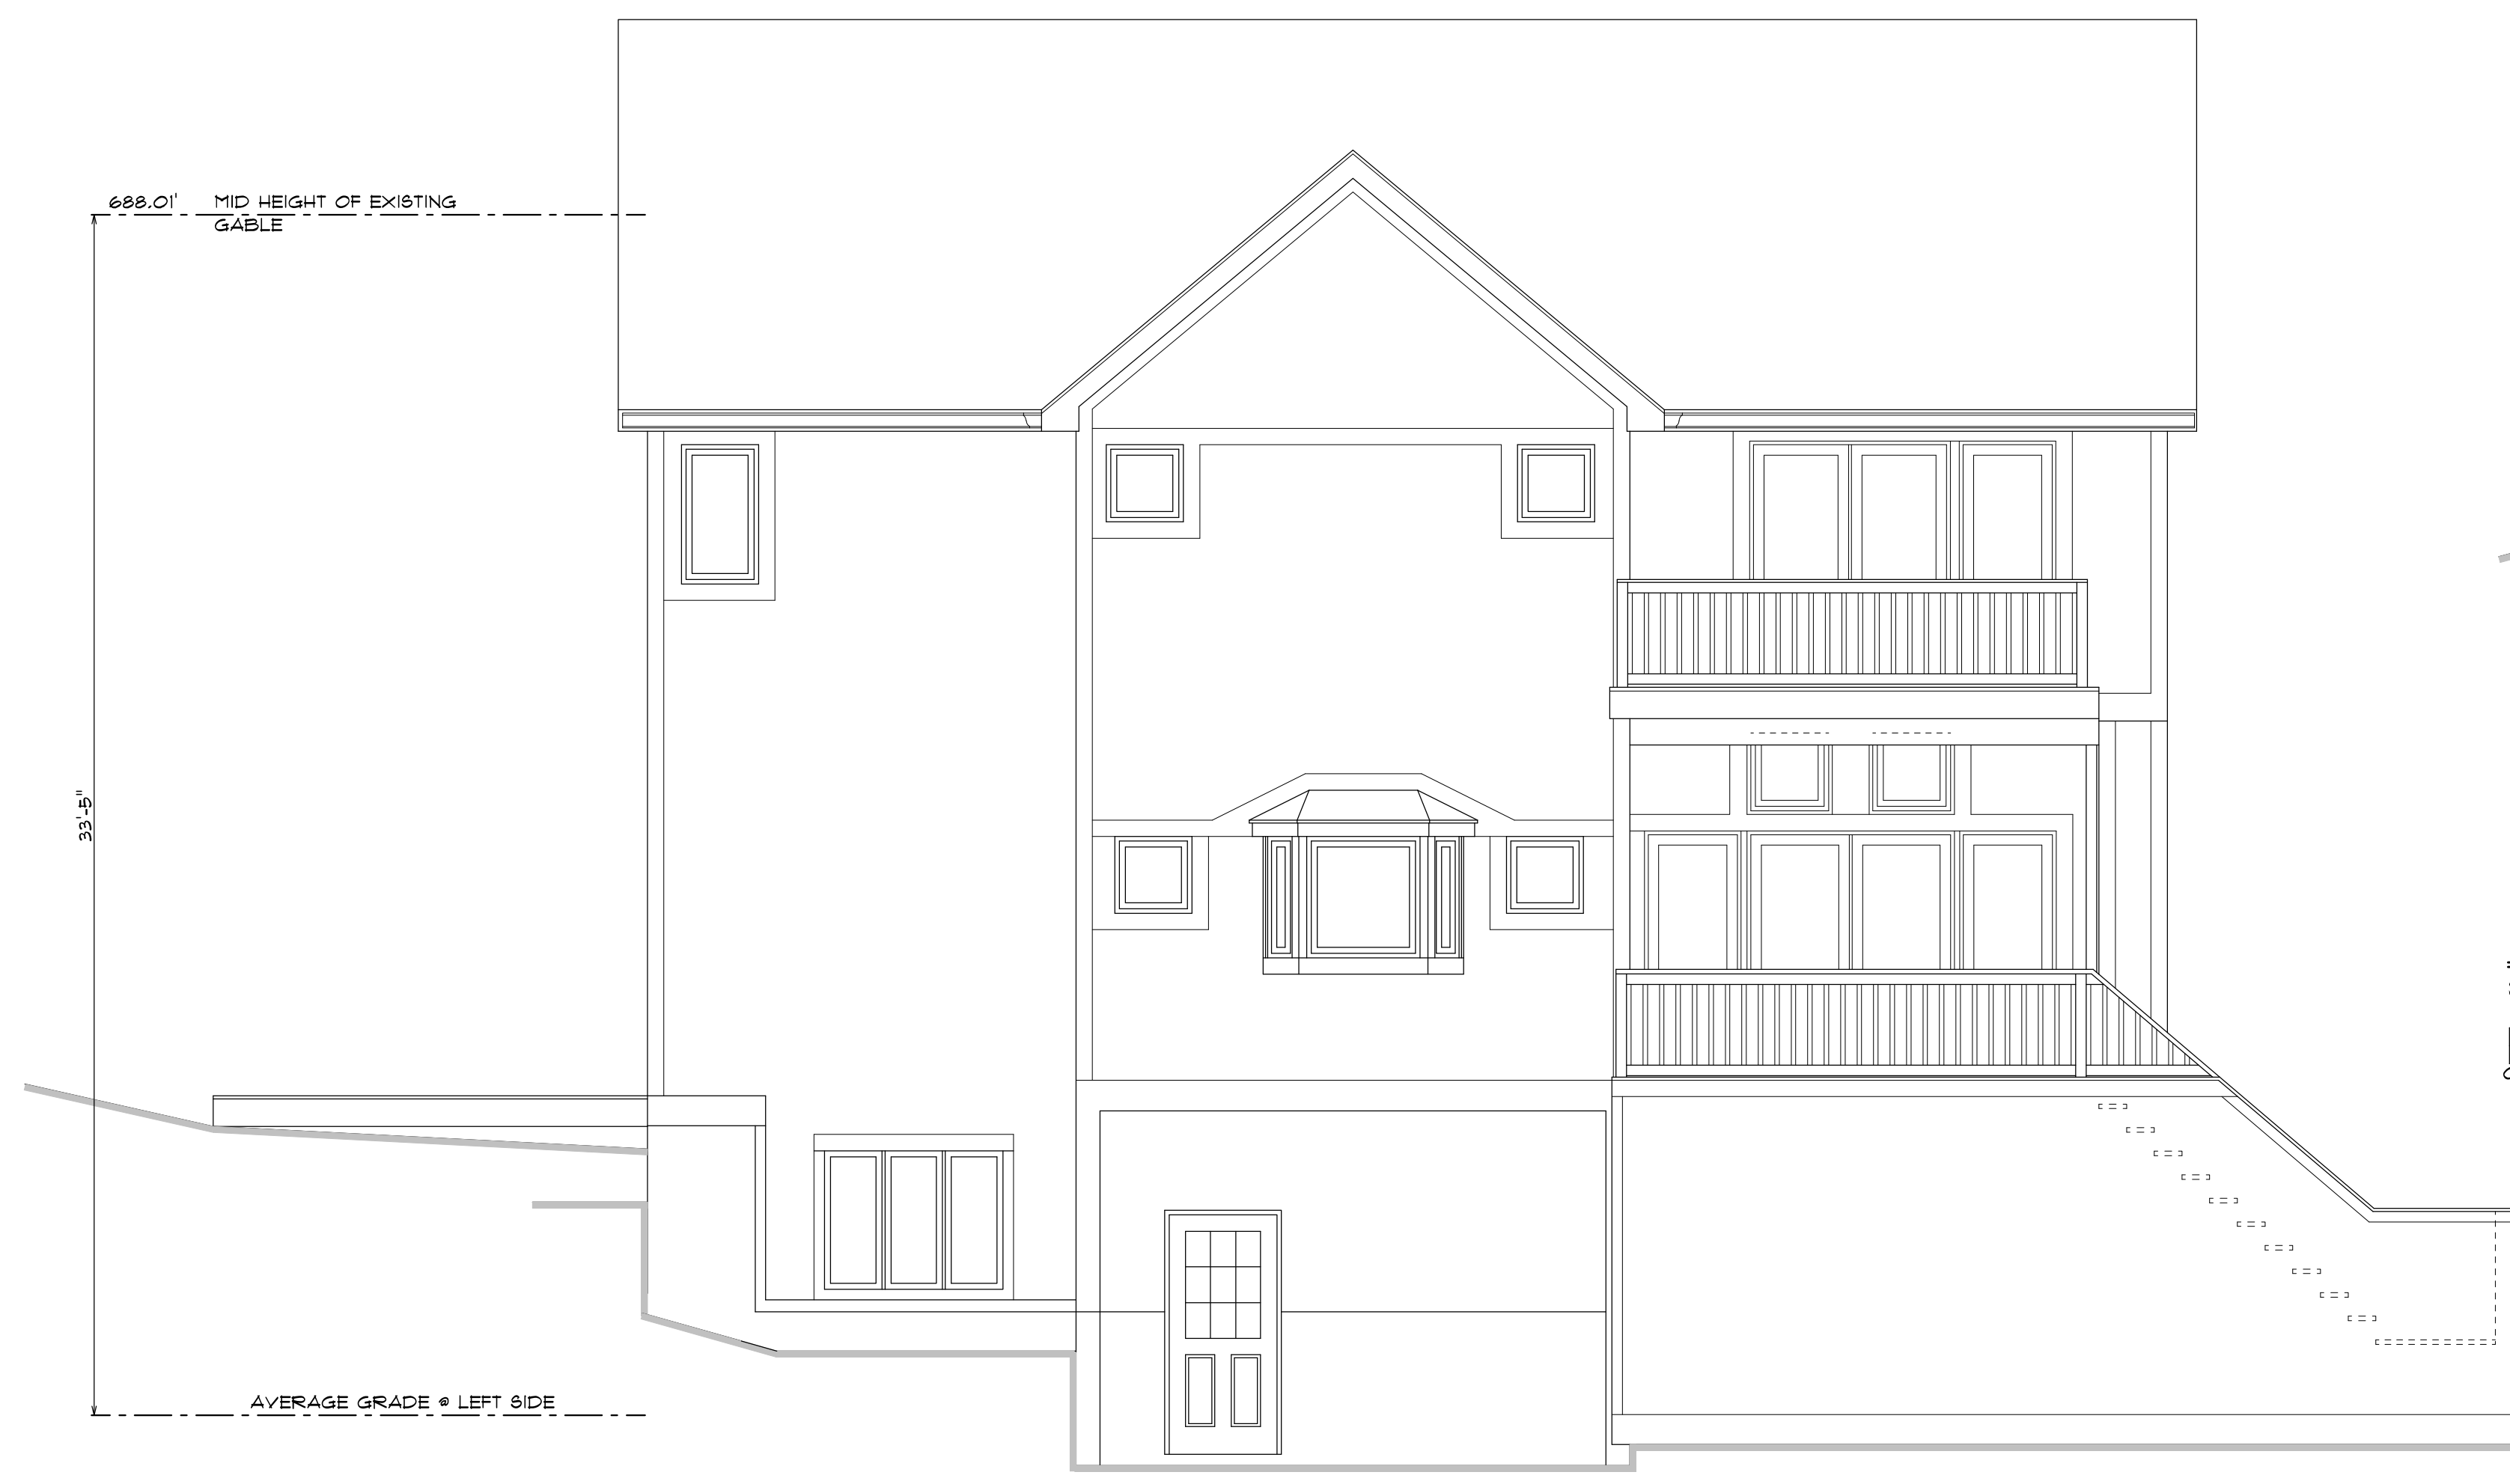 688.01' MID HEIGHT OF EXISTING
GABLE
33'-5"
AVERAGE GRADE @ LEFT SIDE